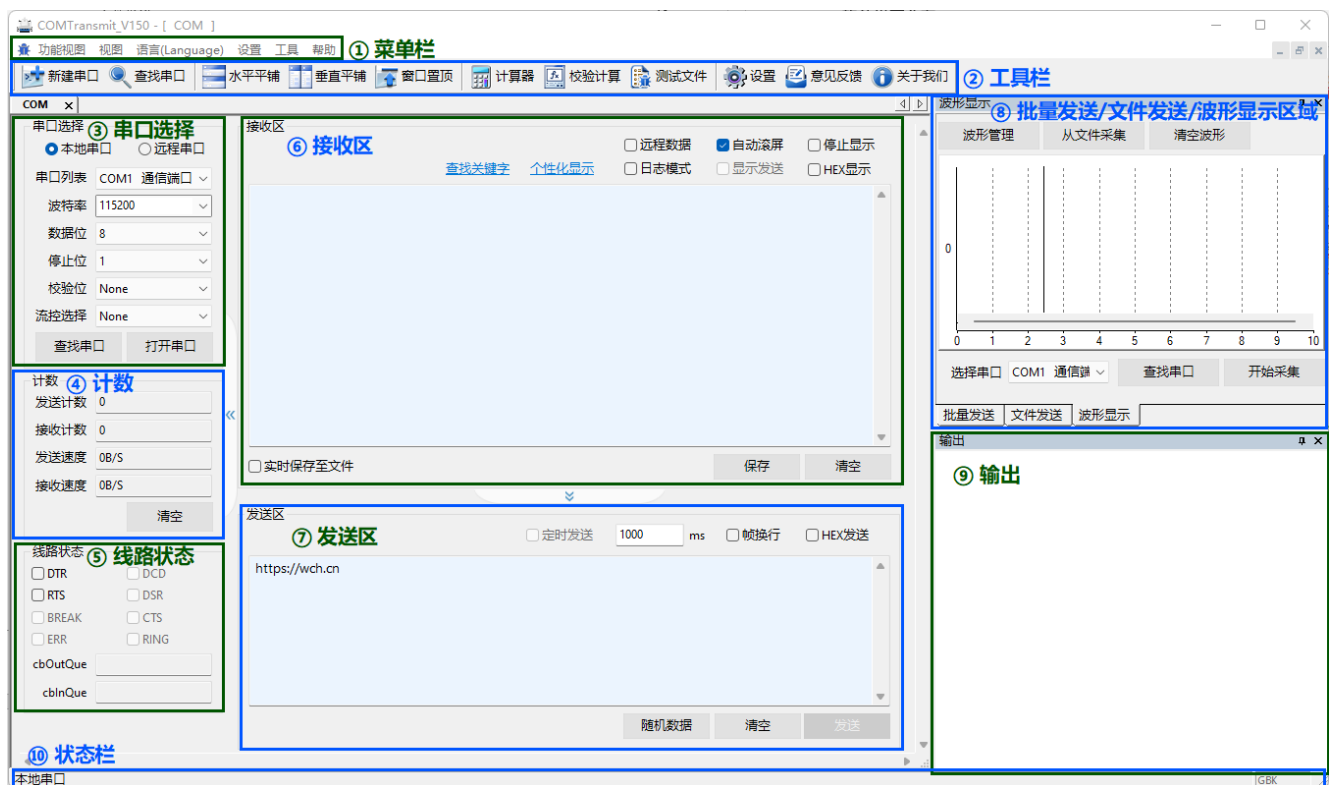 COMTransmit_V150 - [ COM ]
功能视图 视图 语言(Language) 设置 工具 帮助 ① 菜单栏
新建串口 查找串口 水平平铺 垂直平铺 窗口置顶 计算器 校验计算 测试文件 设置 意见反馈 关于我们 ② 工具栏
COM x
串口选择 ③ 串口选择
本地串口 远程串口
串口列表 COM1 通信端口
波特率 115200
数据位 8
停止位 1
校验位 None
流控选择 None
查找串口 打开串口
计数 ④ 计数
发送计数 0
接收计数 0
发送速度 0B/S
接收速度 0B/S
清空
线路状态 ⑤ 线路状态
DTR DCD
RTS DSR
BREAK CTS
ERR RING
cbOutQue
cbInQue
接收区 ⑥ 接收区
远程数据 自动滚屏 停止显示
查找关键字 个性化显示 日志模式 显示发送 HEX显示
实时保存至文件 保存 清空
发送区 ⑦ 发送区
定时发送 1000 ms 帧换行 HEX发送
https://wch.cn
随机数据 清空 发送
波形显示
⑧ 批量发送/文件发送/波形显示区域
波形管理 从文件采集 清空波形
0
0 1 2 3 4 5 6 7 8 9 10
选择串口 COM1 通信端 查找串口 开始采集
批量发送 文件发送 波形显示
输出
⑨ 输出
⑩ 状态栏
本地串口 GBK